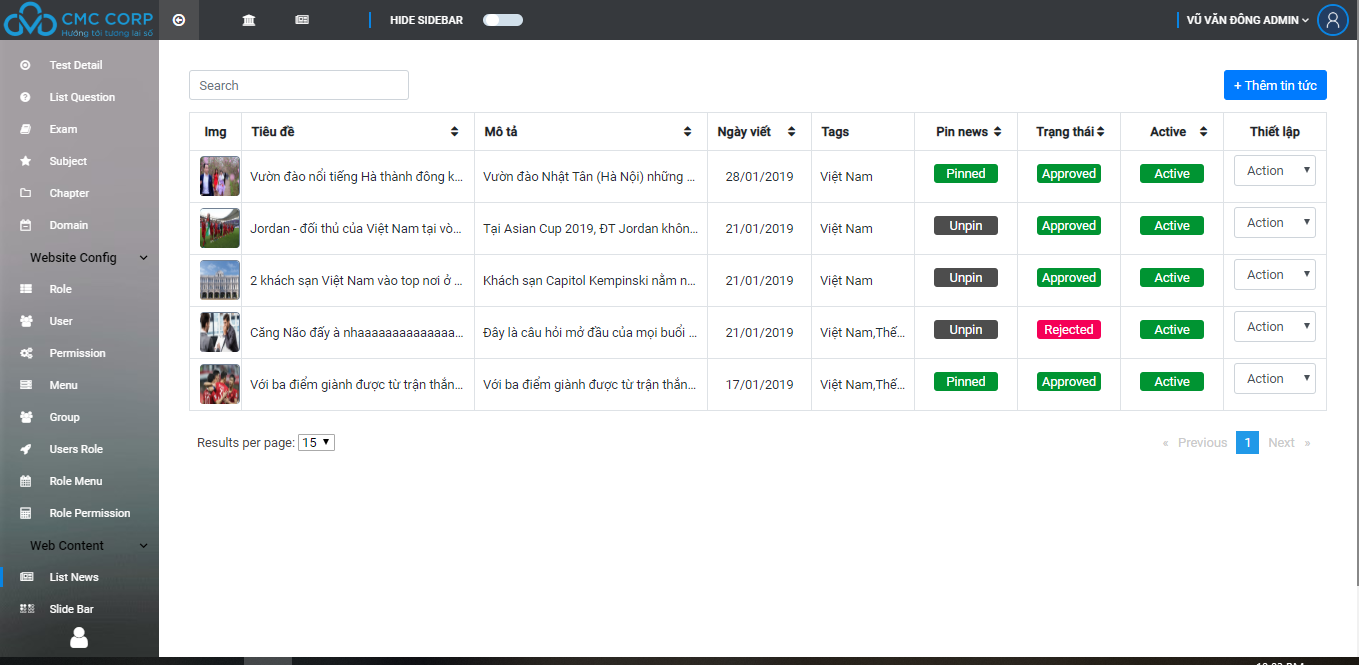 CMC CORP
Hướng tới tương lai số
HIDE SIDEBAR
VŨ VĂN ĐÔNG ADMIN
Test Detail
List Question
Exam
Subject
Chapter
Domain
Website Config
Role
User
Permission
Menu
Group
Users Role
Role Menu
Role Permission
Web Content
List News
Slide Bar
Search
+ Thêm tin tức
Img Tiêu đề Mô tả Ngày viết Tags Pin news Trạng thái Active Thiết lập
Vườn đào nổi tiếng Hà thành đông k... Vườn đào Nhật Tân (Hà Nội) những ... 28/01/2019 Việt Nam Pinned Approved Active Action
Jordan - đối thủ của Việt Nam tại vò... Tại Asian Cup 2019, ĐT Jordan khôn... 21/01/2019 Việt Nam Unpin Approved Active Action
2 khách sạn Việt Nam vào top nơi ở ... Khách sạn Capitol Kempinski nằm n... 21/01/2019 Việt Nam Unpin Approved Active Action
Căng Não đấy à nhaaaaaaaaaaaaaa... Đây là câu hỏi mở đầu của mọi buổi ... 21/01/2019 Việt Nam,Thế... Unpin Rejected Active Action
Với ba điểm giành được từ trận thắn... Với ba điểm giành được từ trận thắn... 17/01/2019 Việt Nam,Thế... Pinned Approved Active Action
Results per page: 15
« Previous 1 Next »